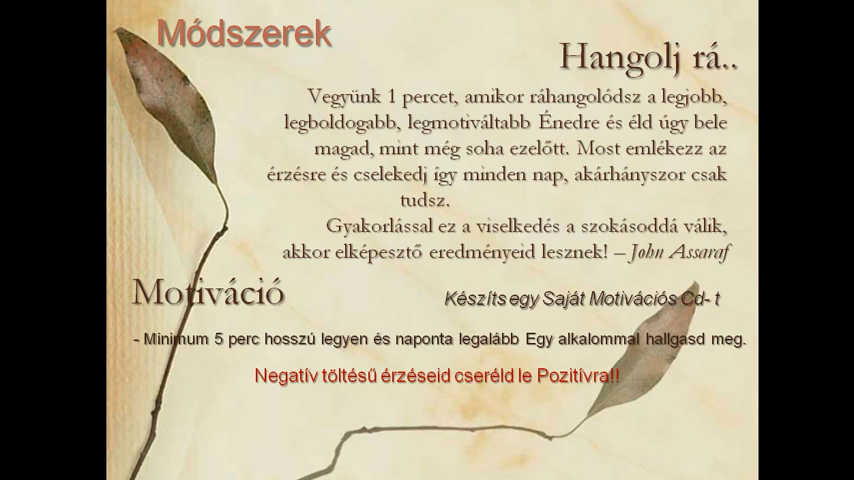 Módszerek
Hangolj rá..
Vegyünk 1 percet, amikor ráhangolódsz a legjobb,
legboldogabb, legmotiváltabb Énedre és éld úgy bele
magad, mint még soha ezelőtt. Most emlékezz az
érzésre és cselekedj így minden nap, akárhányszor csak
tudsz.
Gyakorlással ez a viselkedés a szokásoddá válik,
akkor elképesztő eredményeid lesznek! – John Assaraf
Motiváció
Készíts egy Saját Motivációs Cd- t
- Minimum 5 perc hosszú legyen és naponta legalább Egy alkalommal hallgasd meg.
Negatív töltésű érzéseid cseréld le Pozitívra!!